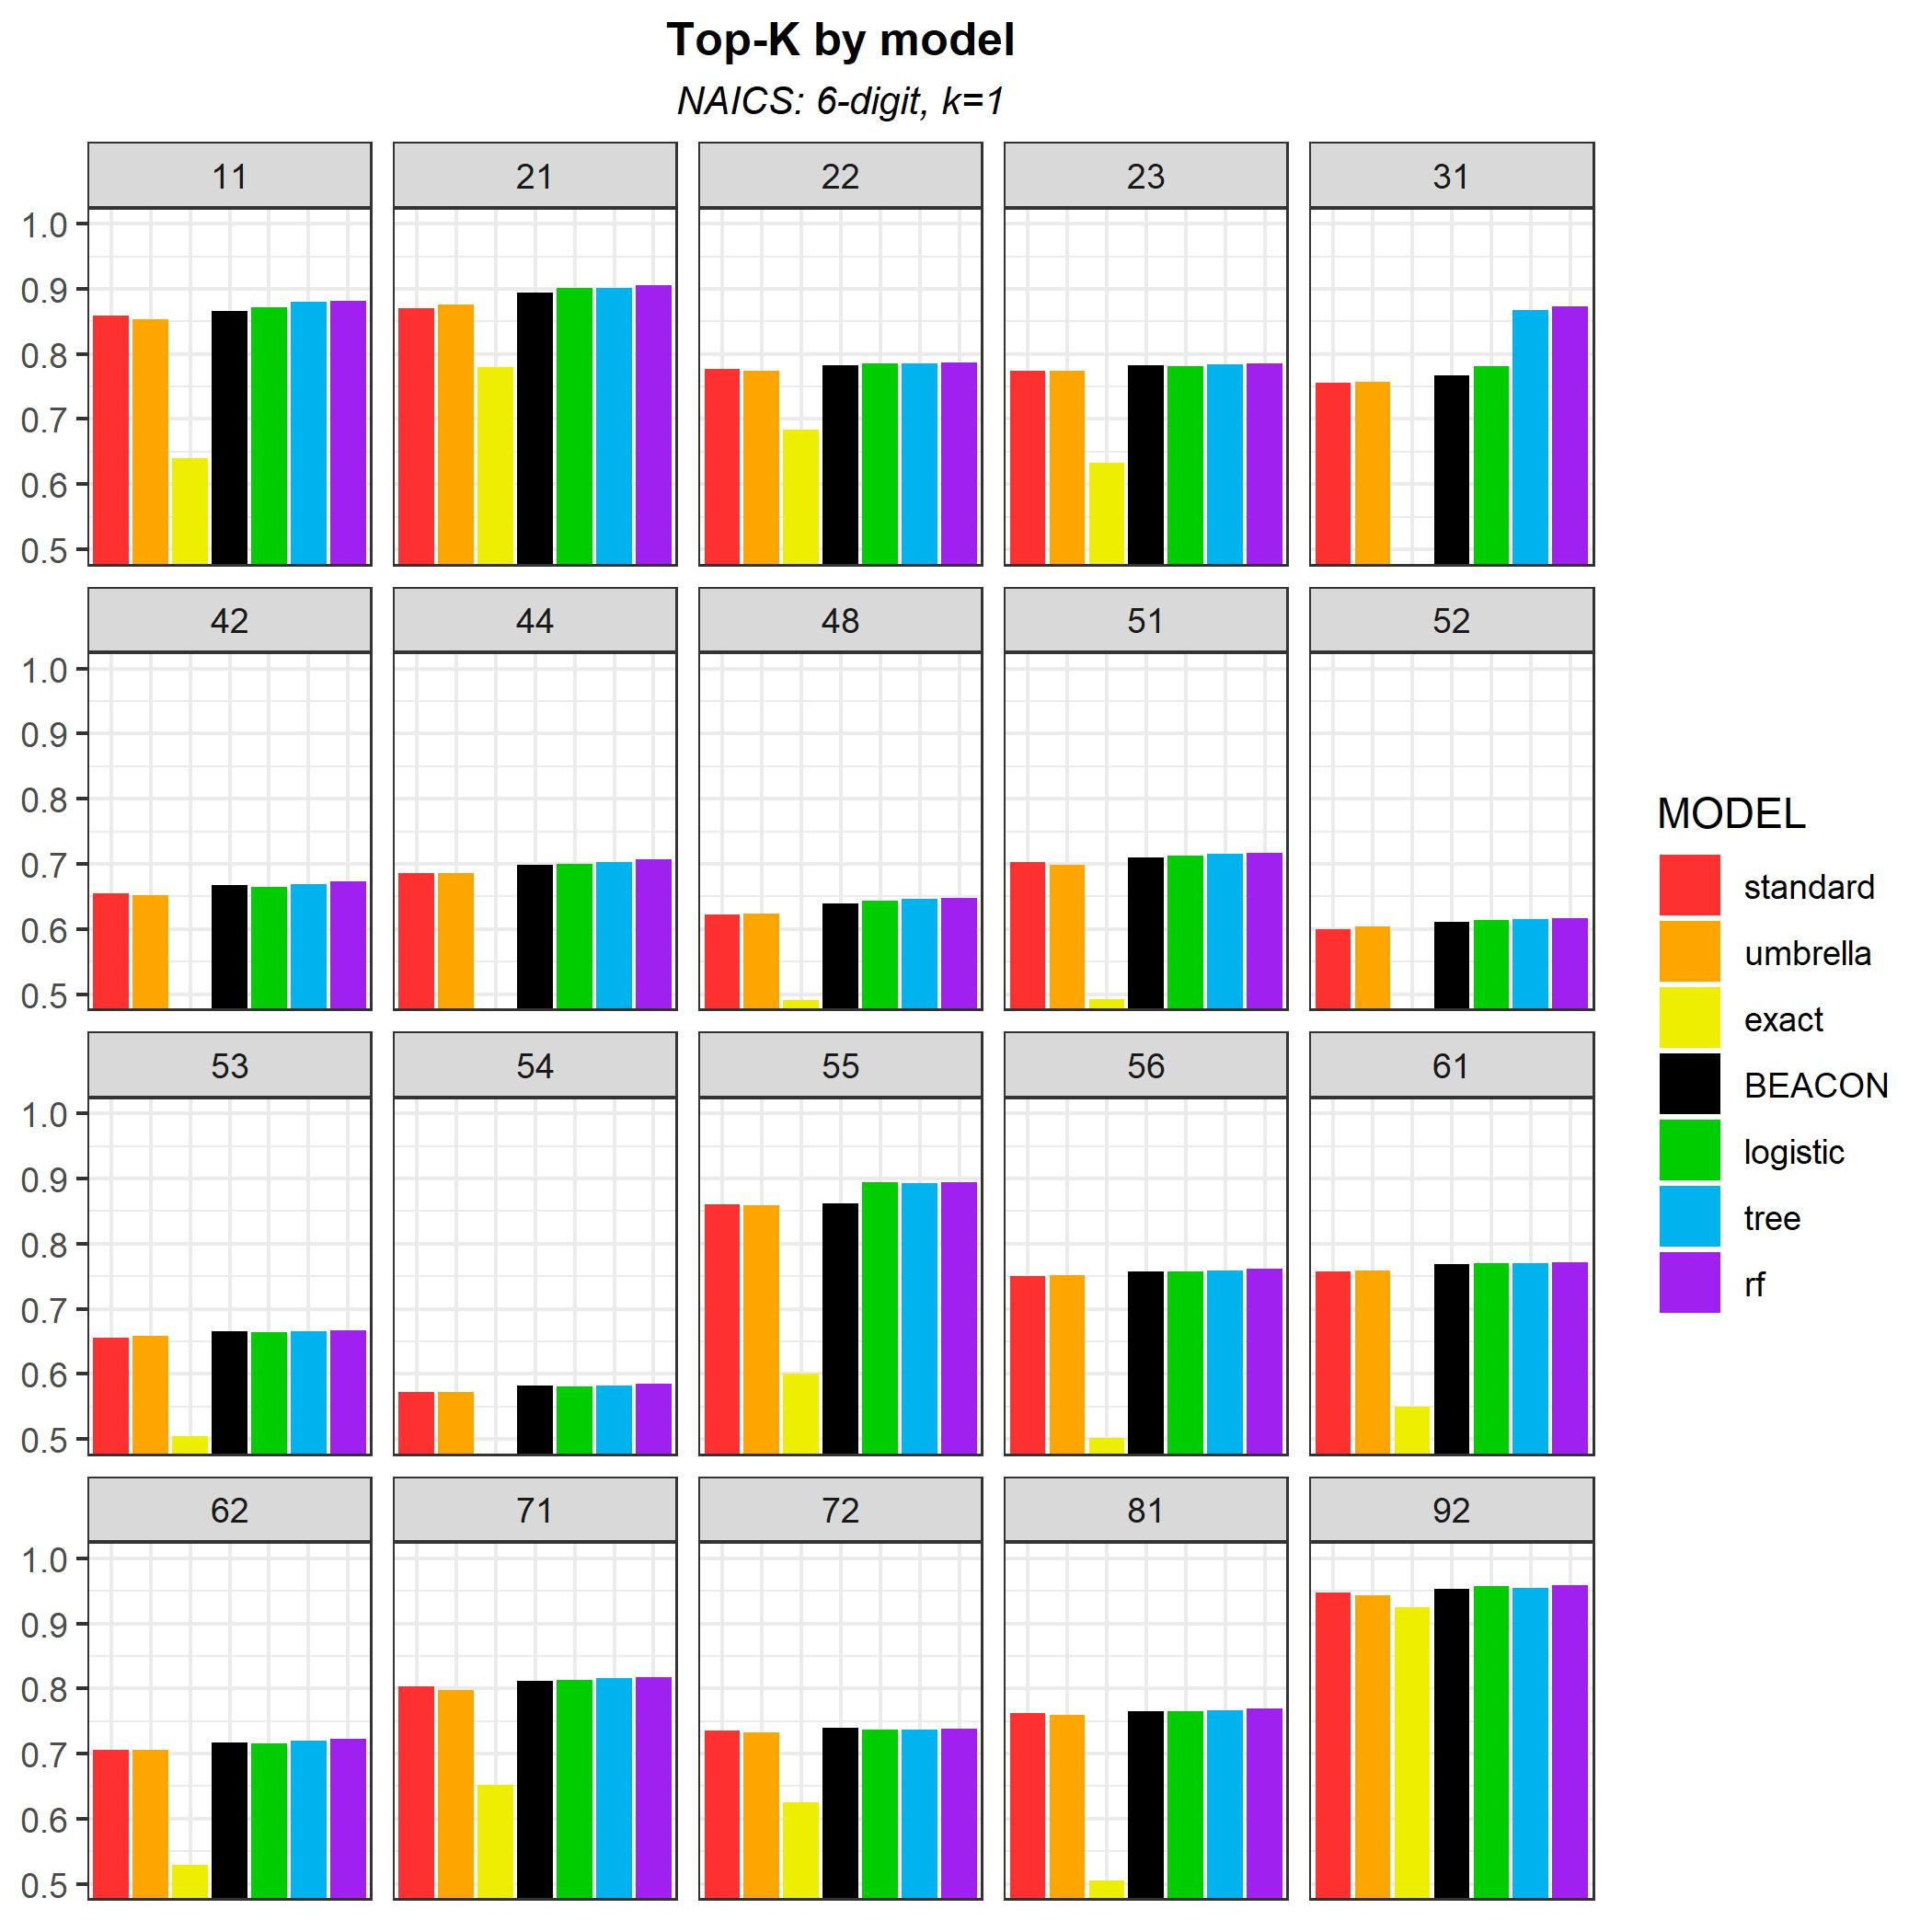 Top-K by model
NAICS: 6-digit, k=1
11 21 22 23 31
1.0
0.9
0.8
0.7
0.6
0.5
42 44 48 51 52
1.0
0.9
0.8
0.7
0.6
0.5
53 54 55 56 61
1.0
0.9
0.8
0.7
0.6
0.5
62 71 72 81 92
1.0
0.9
0.8
0.7
0.6
0.5
MODEL
standard
umbrella
exact
BEACON
logistic
tree
rf